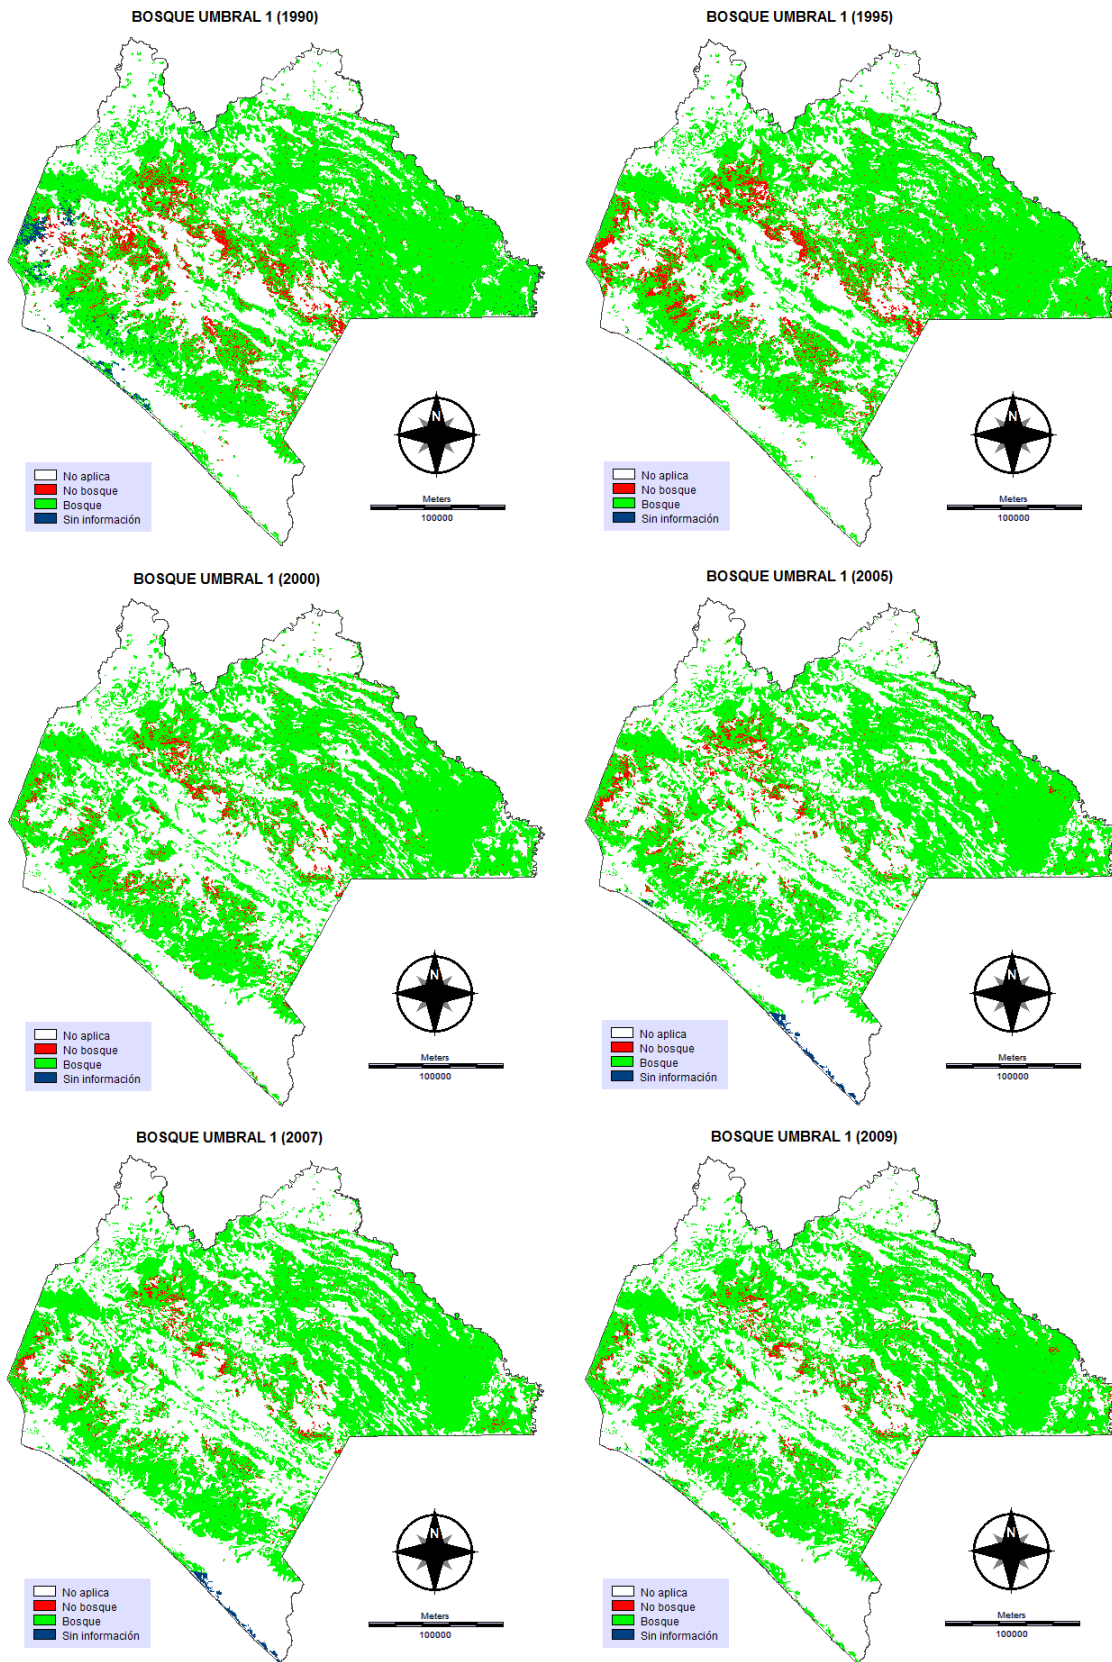 BOSQUE UMBRAL 1 (1990)
N
No aplica
No bosque
Bosque
Sin información
Meters
100000
BOSQUE UMBRAL 1 (1995)
N
No aplica
No bosque
Bosque
Sin información
Meters
100000
BOSQUE UMBRAL 1 (2000)
N
No aplica
No bosque
Bosque
Sin información
Meters
100000
BOSQUE UMBRAL 1 (2005)
N
No aplica
No bosque
Bosque
Sin información
Meters
100000
BOSQUE UMBRAL 1 (2007)
N
No aplica
No bosque
Bosque
Sin información
Meters
100000
BOSQUE UMBRAL 1 (2009)
N
No aplica
No bosque
Bosque
Sin información
Meters
100000